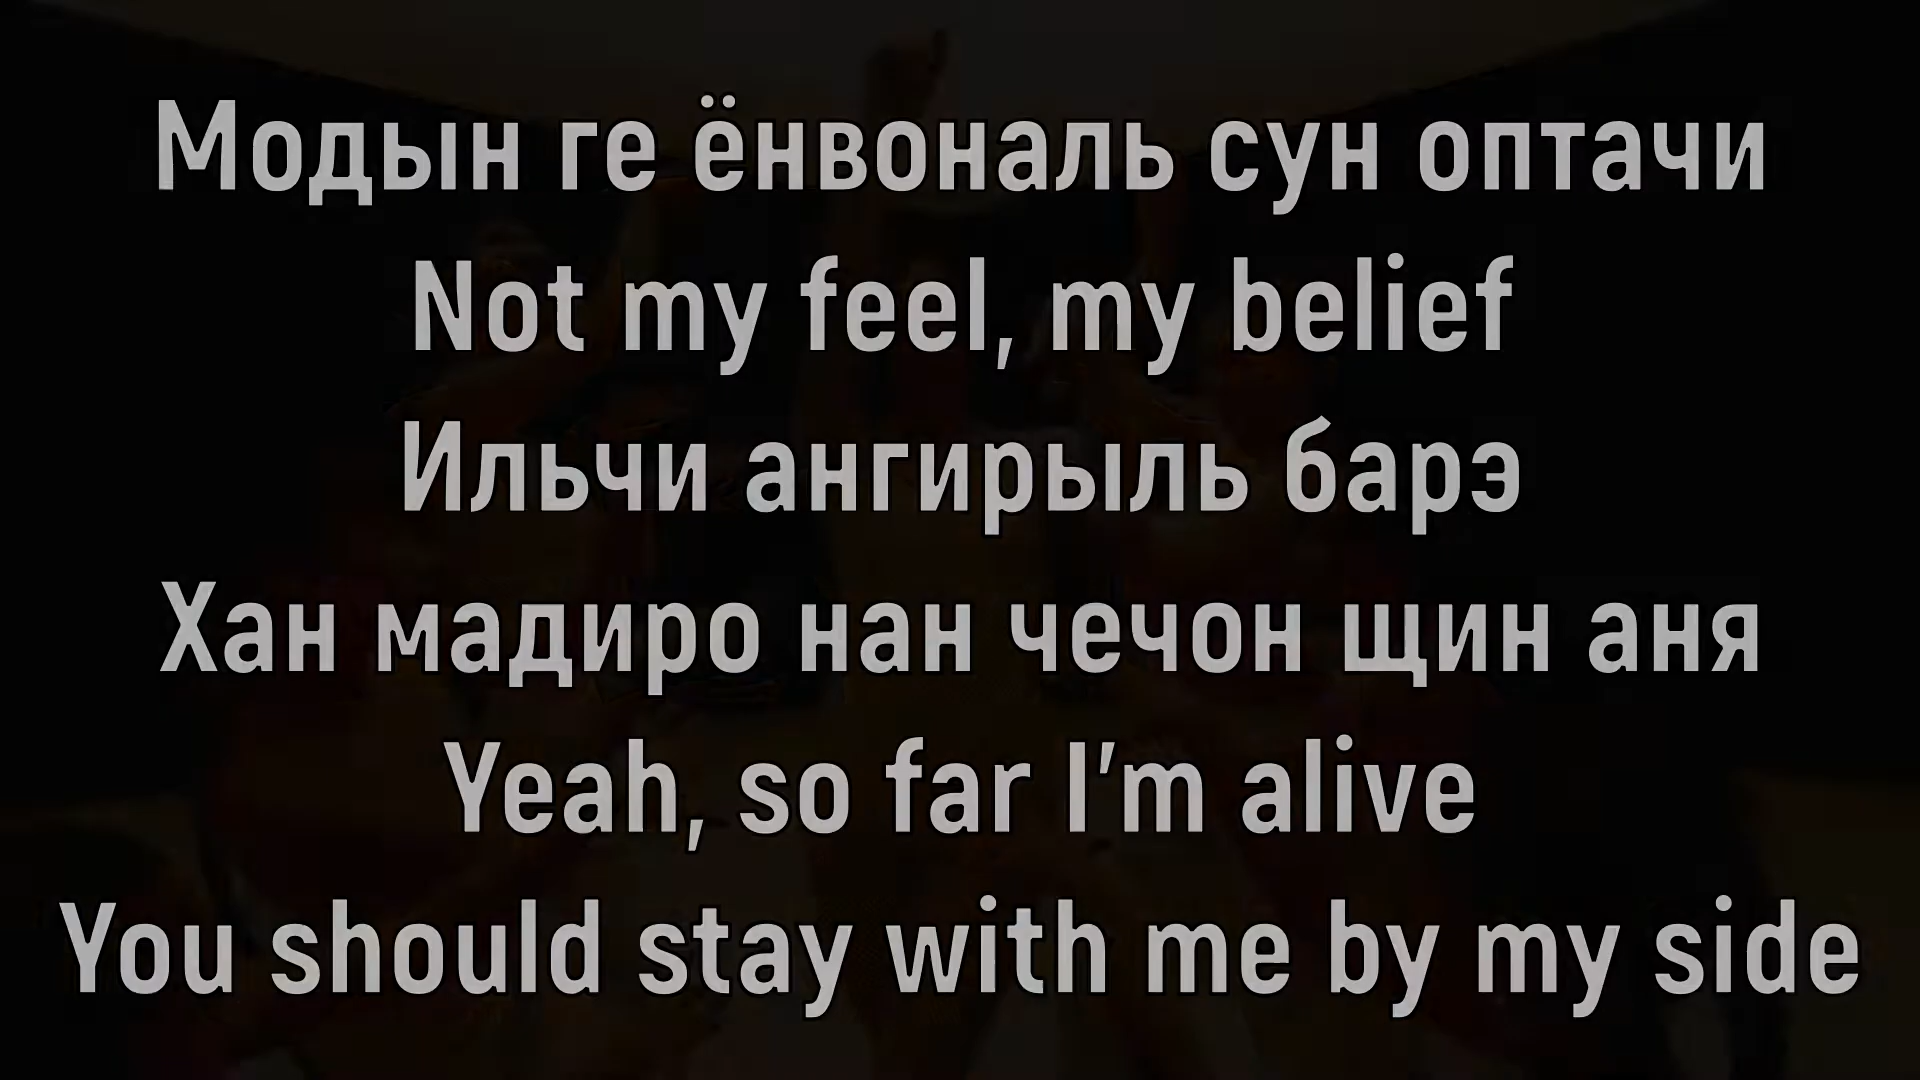 Модын ге ёнвональ сун оптачи
Not my feel, my belief
Ильчи ангирыль барэ
Хан мадиро нан чечон щин аня
Yeah, so far I'm alive
You should stay with me by my side